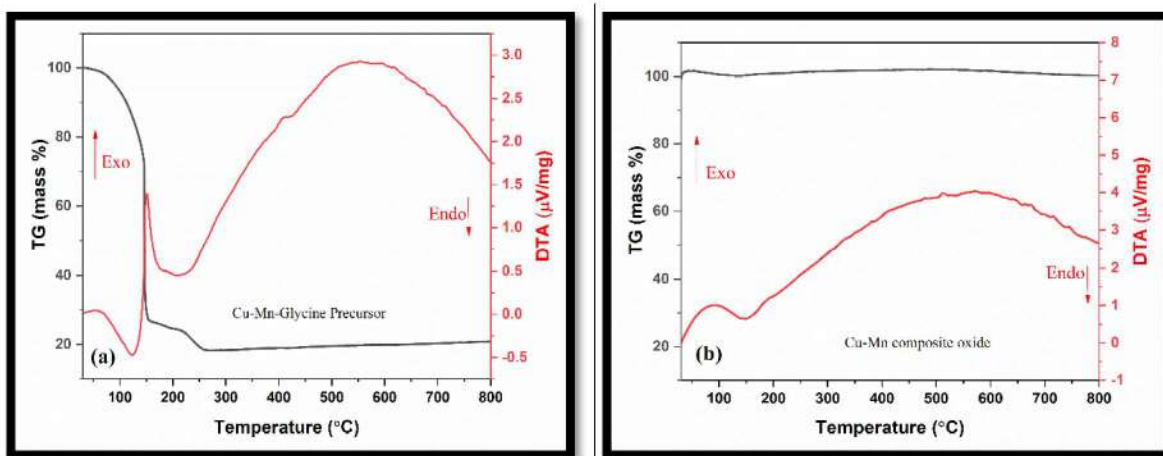 TG (mass %)
100
80
60
40
20
Exo
Endo
Cu-Mn-Glycine Precursor
(a)
3.0
2.5
2.0
1.5
1.0
0.5
0.0
-0.5
DTA (µV/mg)
100 200 300 400 500 600 700 800
Temperature (°C)
TG (mass %)
100
80
60
40
20
Exo
Endo
Cu-Mn composite oxide
(b)
8
7
6
5
4
3
2
1
0
-1
DTA (µV/mg)
100 200 300 400 500 600 700 800
Temperature (°C)